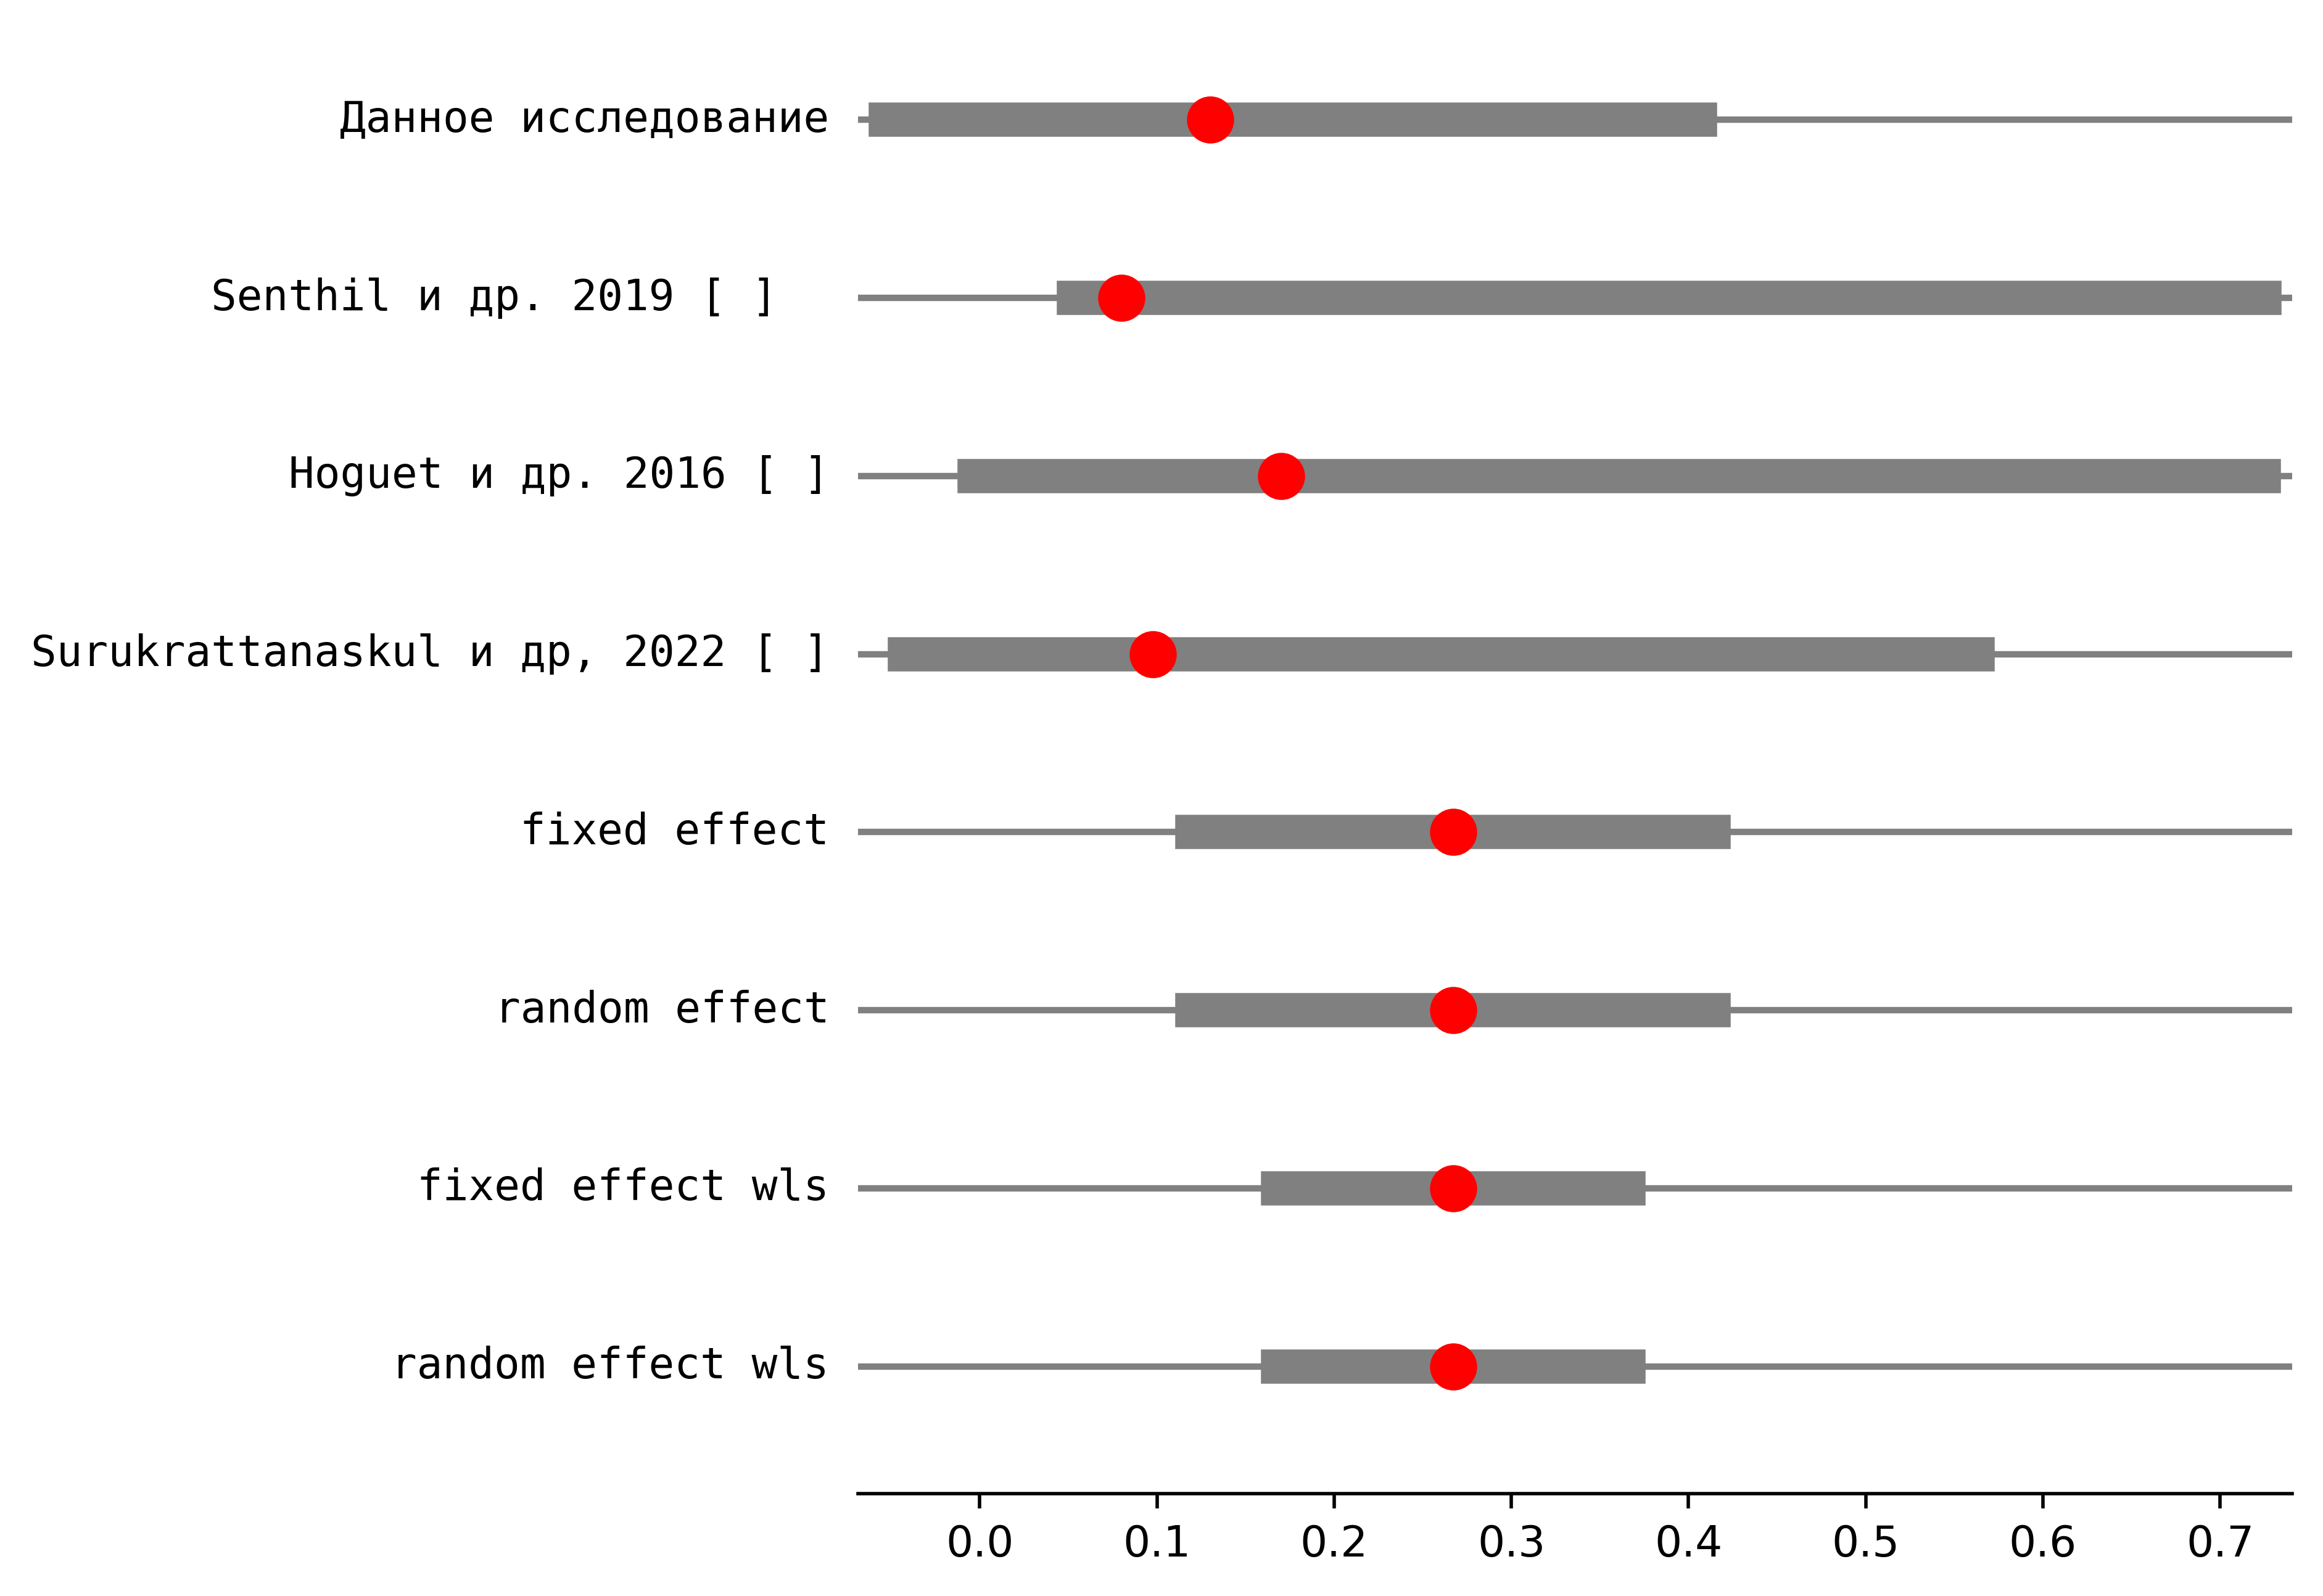 Данное исследование
Senthil и др. 2019 [ ]
Hoguet и др. 2016 [ ]
Surukrattanaskul и др, 2022 [ ]
fixed effect
random effect
fixed effect wls
random effect wls
0.0 0.1 0.2 0.3 0.4 0.5 0.6 0.7